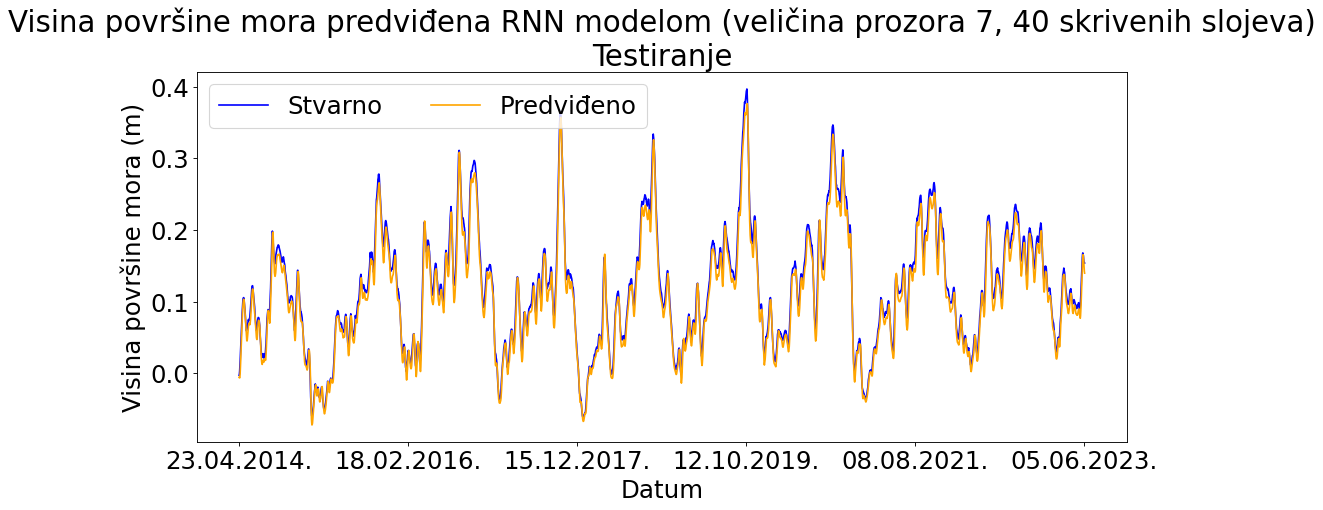 Visina površine mora predviđena RNN modelom (veličina prozora 7, 40 skrivenih slojeva)
Testiranje
Stvarno Predviđeno
Visina površine mora (m)
0.4
0.3
0.2
0.1
0.0
23.04.2014. 18.02.2016. 15.12.2017. 12.10.2019. 08.08.2021. 05.06.2023.
Datum